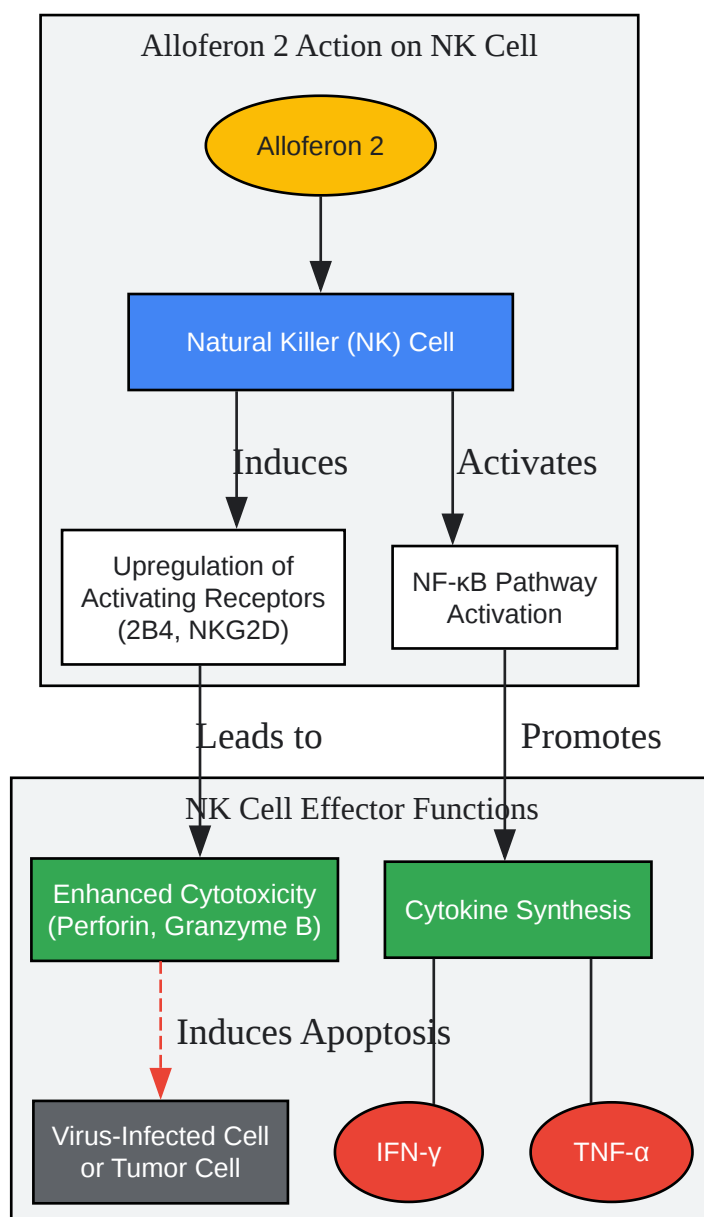 Alloferon 2 Action on NK Cell
Alloferon 2
Natural Killer (NK) Cell
Induces
Activates
Upregulation of
Activating Receptors
(2B4, NKG2D)
NF-κB Pathway
Activation
Leads to
Promotes
NK Cell Effector Functions
Enhanced Cytotoxicity
(Perforin, Granzyme B)
Cytokine Synthesis
Induces Apoptosis
Virus-Infected Cell
or Tumor Cell
IFN-γ
TNF-α